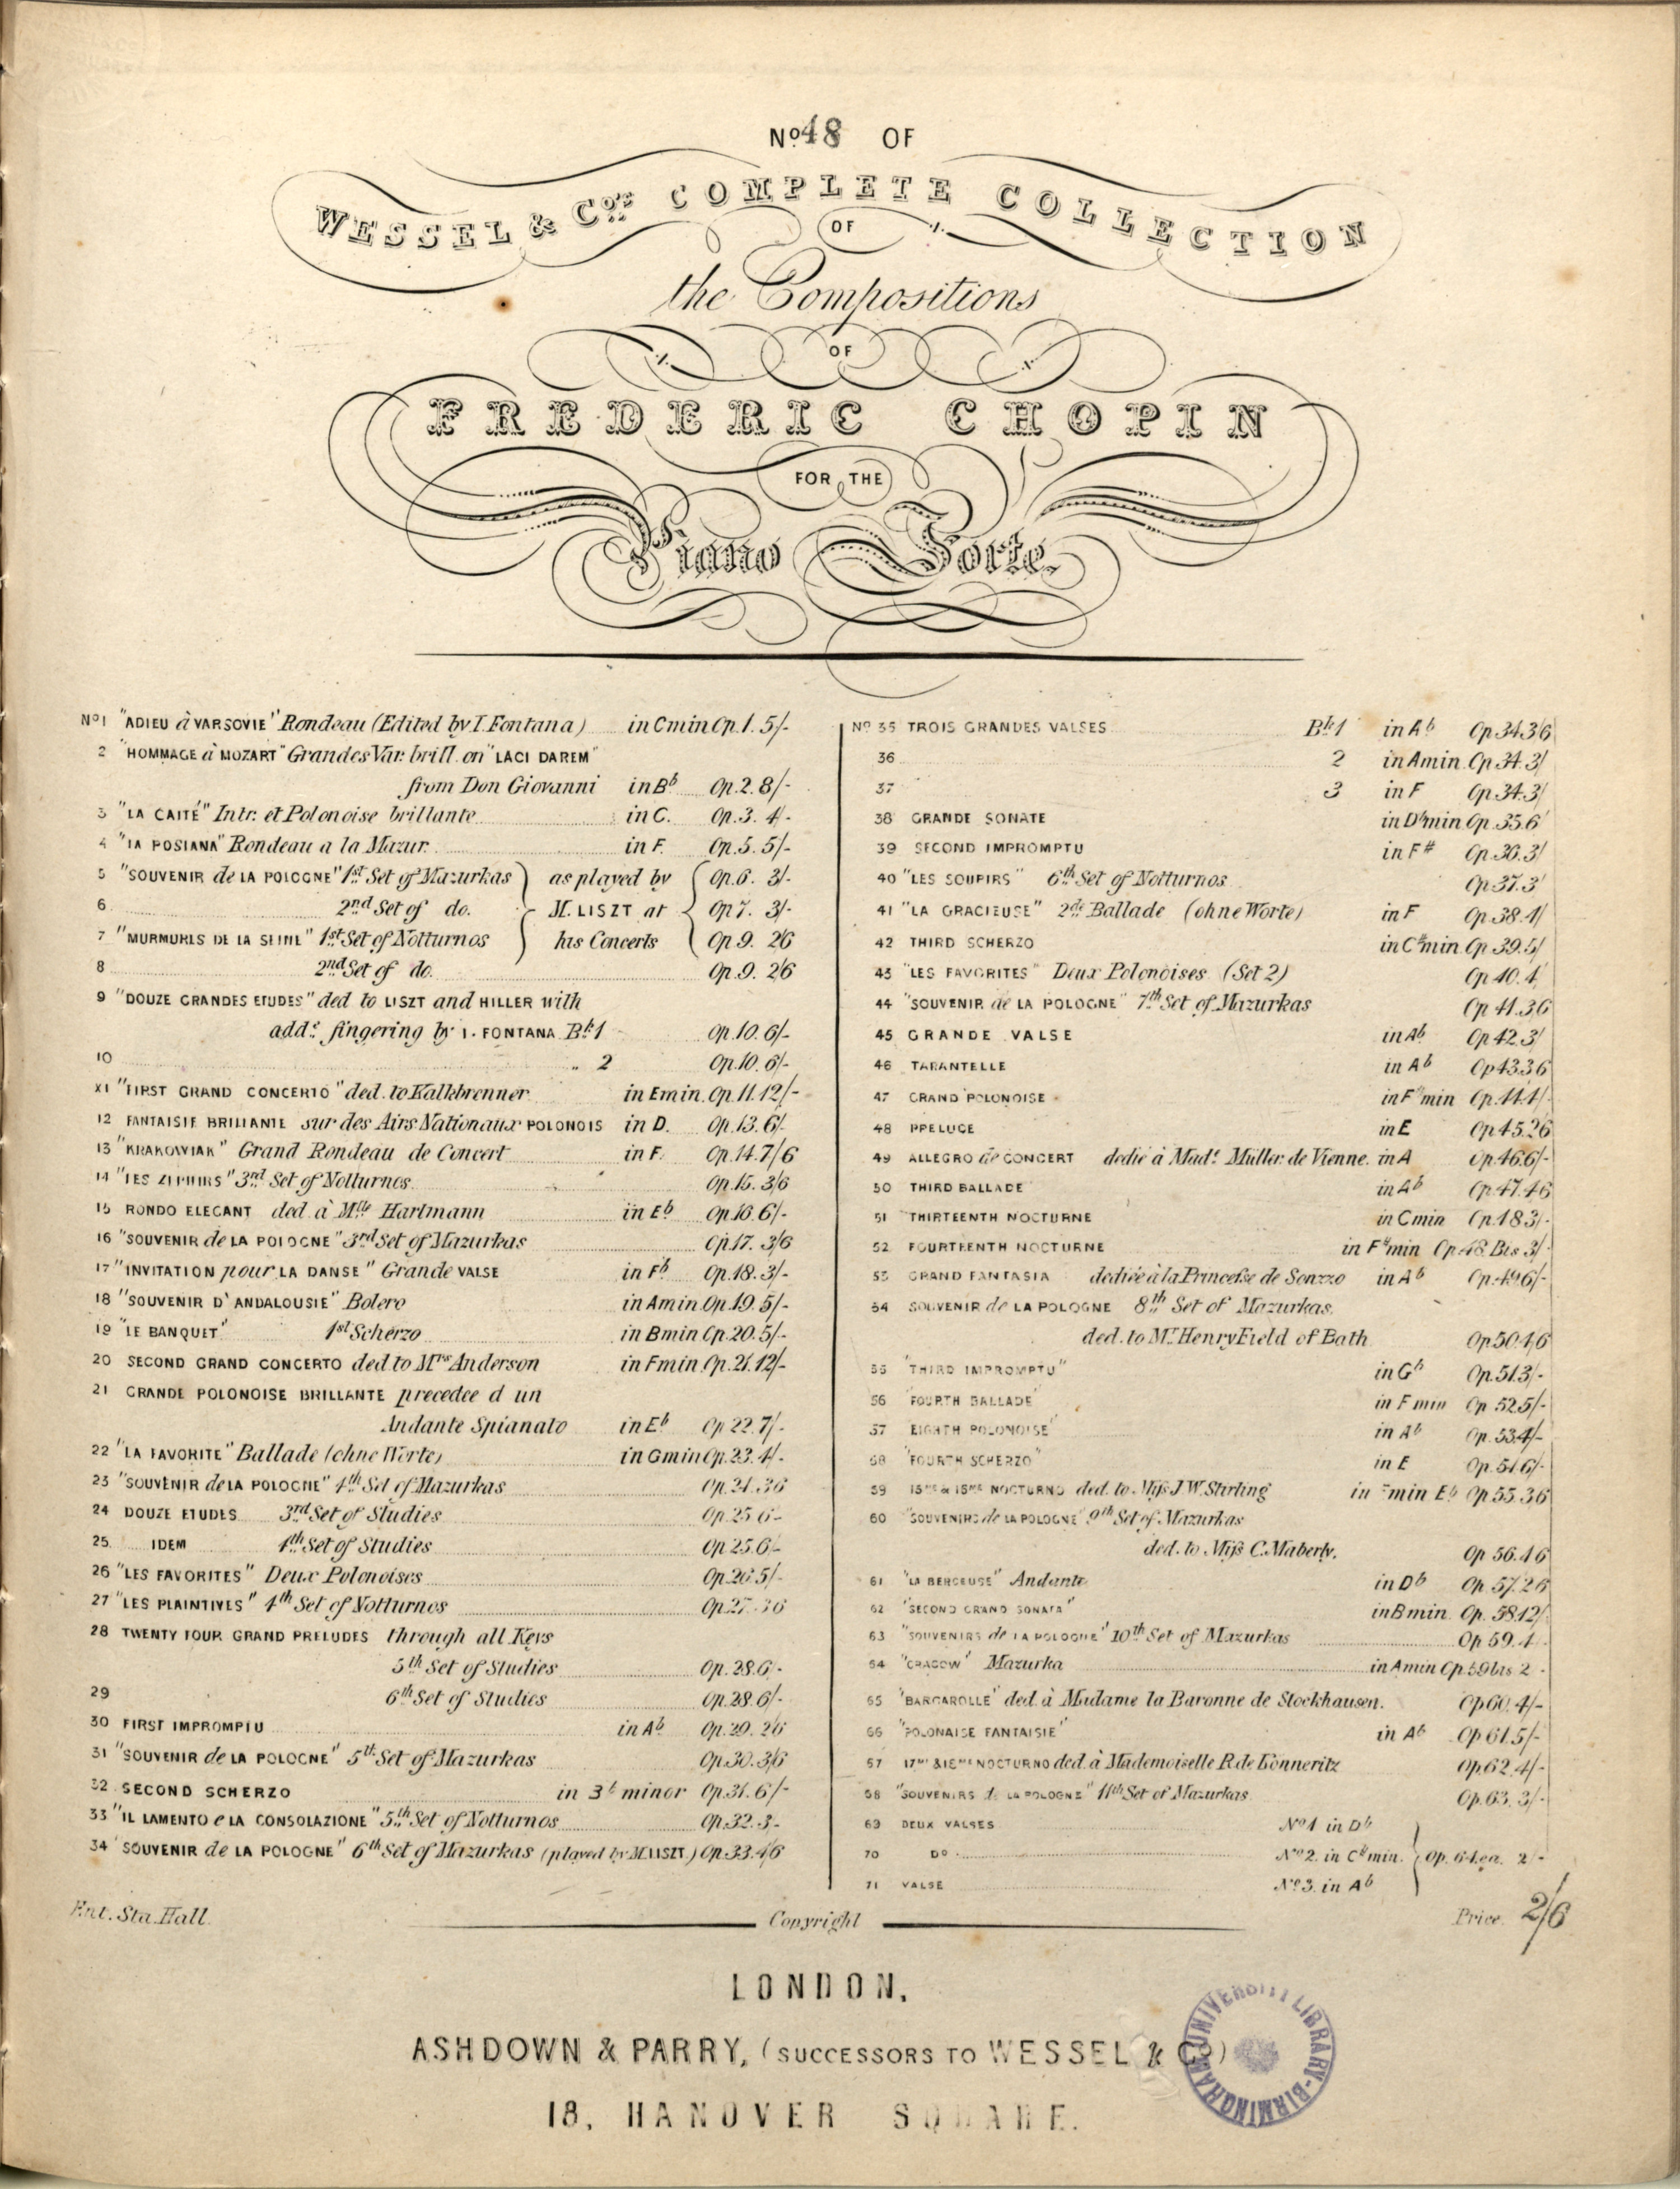 No. 48 OF
WESSEL & Co's COMPLETE COLLECTION
OF
the Compositions
OF
FREDERIC CHOPIN
FOR THE
Piano Forte.
No 1 "ADIEU à VARSOVIE" Rondeau (Edited by I. Fontana) in C min Op. 1. 5/-
2 "HOMMAGE à MOZART" Grandes Var: brill. on "LACI DAREM"
from Don Giovanni in Bb Op. 2. 8/-
3 "LA CAITÉ" Intr: et Polonoise brillante in C. Op. 3. 4/-
4 "LA POSIANA" Rondeau a la Mazur. in F. Op. 5. 5/-
5 "SOUVENIR de LA POLOGNE" 1st Set of Mazurkas as played by Op. 6. 3/-
6 2nd Set of do. M. LISZT at Op 7. 3/-
7 "MURMURES DE LA SEINE" 1st Set of Notturnos his Concerts Op. 9. 2/6
8 2nd Set of do. Op. 9. 2/6
9 "DOUZE GRANDES ETUDES" ded. to LISZT and HILLER with
add: fingering by I. FONTANA Bk 1 Op. 10. 6/-
10 " 2 Op. 10. 6/-
XI "FIRST GRAND CONCERTO" ded. to Kalkbrenner in E min. Op. 11. 12/-
12 FANTAISIE BRILIANTE sur des Airs Nationaux POLONOIS in D. Op. 13. 6/-
13 "KRAKOWIAK" Grand Rondeau de Concert in F. Op. 14. 7/6
14 "LES ZEPHIRS" 3rd Set of Notturnos Op. 15. 3/6
15 RONDO ELEGANT ded. à Mlle Hartmann in Eb Op. 16. 6/-
16 "SOUVENIR de LA POLOGNE" 3rd Set of Mazurkas Op. 17. 3/6
17 "INVITATION pour LA DANSE" Grande VALSE in Eb Op. 18. 3/-
18 "SOUVENIR D'ANDALOUSIE" Bolero in A min Op. 19. 5/-
19 "LE BANQUET" 1st Scherzo in B min Op. 20. 5/-
20 SECOND GRAND CONCERTO ded to Mrs Anderson in F min Op. 21. 12/-
21 GRANDE POLONOISE BRILLANTE precedée d'un
Andante Spianato in Eb Op 22. 7/-
22 "LA FAVORITE" Ballade (ohne Worte) in G min Op. 23. 4/-
23 "SOUVENIR de LA POLOGNE" 4th Set of Mazurkas Op. 24. 3/6
24 DOUZE ETUDES 3rd Set of Studies Op. 25 6/-
25. IDEM 4th Set of Studies Op 25. 6/-
26 "LES FAVORITES" Deux Polonoises Op. 26. 5/-
27 "LES PLAINTIVES" 4th Set of Notturnos Op. 27. 3/6
28 TWENTY FOUR GRAND PRELUDES through all Keys
5th Set of Studies Op. 28. 6/-
29 6th Set of Studies Op. 28. 6/-
30 FIRST IMPROMPTU in Ab Op. 29. 2/6
31 "SOUVENIR de LA POLOGNE" 5th Set of Mazurkas Op. 30. 3/6
32 SECOND SCHERZO in Bb minor Op. 31. 6/-
33 "IL LAMENTO e LA CONSOLAZIONE" 5th Set of Notturnos Op. 32. 3/-
34 "SOUVENIR de LA POLOGNE" 6th Set of Mazurkas (played by M. LISZT.) Op. 33. 4/6
No 35 TROIS GRANDES VALSES Bk 1 in Ab Op 34 3/6
36 2 in A min. Op 34. 3/
37 3 in F Op 34. 3/
38 GRANDE SONATE in Db min Op. 35. 6
39 SECOND IMPROMPTU in F# Op. 36. 3/
40 "LES SOUPIRS" 6th Set of Notturnos Op 37. 3/
41 "LA GRACIEUSE" 2de Ballade (ohne Worte) in F Op. 38. 4/
42 THIRD SCHERZO in C# min Op. 39. 5/
43 "LES FAVORITES" Deux Polonoises (Set 2) Op 40. 4/
44 "SOUVENIR de LA POLOGNE" 7th Set of Mazurkas Op 41. 3/6
45 GRANDE VALSE in Ab Op 42. 3/
46 TARANTELLE in Ab Op 43 3/6
47 GRAND POLONOISE in F# min Op. 44. 4/
48 PRELUDE in E Op 45. 2/6
49 ALLEGRO de CONCERT dedié à Made. Müller de Vienne. in A Op. 46. 6/-
50 THIRD BALLADE in Ab Op. 47. 4/6
51 THIRTEENTH NOCTURNE in C min Op. 48 3/-
52 FOURTEENTH NOCTURNE in F# min Op. 48. Bis 3/-
53 GRAND FANTASIA dediée à la Princesse de Sonzzo in Ab Op. 49 6/-
54 SOUVENIR de LA POLOGNE 8th Set of Mazurkas.
ded. to Mr. Henry Field of Bath Op. 50 4/6
55 "THIRD IMPROMPTU" in Gb Op. 51. 3/-
56 "FOURTH BALLADE" in F min Op 52. 5/-
57 "EIGHTH POLONOISE" in Ab Op. 53. 4/-
58 "FOURTH SCHERZO" in E Op. 54 6/-
59 15me & 16me NOCTURNO ded. to Miss J. W. Stirling in F min Eb Op 55. 3/6
60 "SOUVENIRS de LA POLOGNE" 9th Set of Mazurkas
ded. to Miss C. Maberly. Op 56. 4/6
61 "LA BERCEUSE" Andante in Db Op. 57. 2/6
62 "SECOND GRAND SONATA" in B min. Op. 58. 12/
63 "SOUVENIRS de LA POLOGNE" 10th Set of Mazurkas Op 59. 4
64 "CRACOW" Mazurka in A min Op. 59 bis 2 -
65 "BARCAROLLE" ded. à Madame la Baronne de Stockhausen. Op 60. 4/-
66 "POLONAISE FANTAISIE" in Ab Op 61. 5/-
67 17me & 18me NOCTURNO ded. à Mademoiselle R. de Konneritz Op. 62. 4/-
68 "SOUVENIRS de LA POLOGNE" 11th Set of Mazurkas Op. 63. 3/-
69 DEUX VALSES No 1 in Db
70 Do No 2. in C# min. Op. 64. ea. 2/-
71 VALSE No 3. in Ab
Ent. Sta. Hall. Copyright Price 2/6
LONDON,
ASHDOWN & PARRY, (SUCCESSORS TO WESSEL & Co)
18, HANOVER SQUARE.
UNIVERSITY LIBRARY-BIRMINGHAM